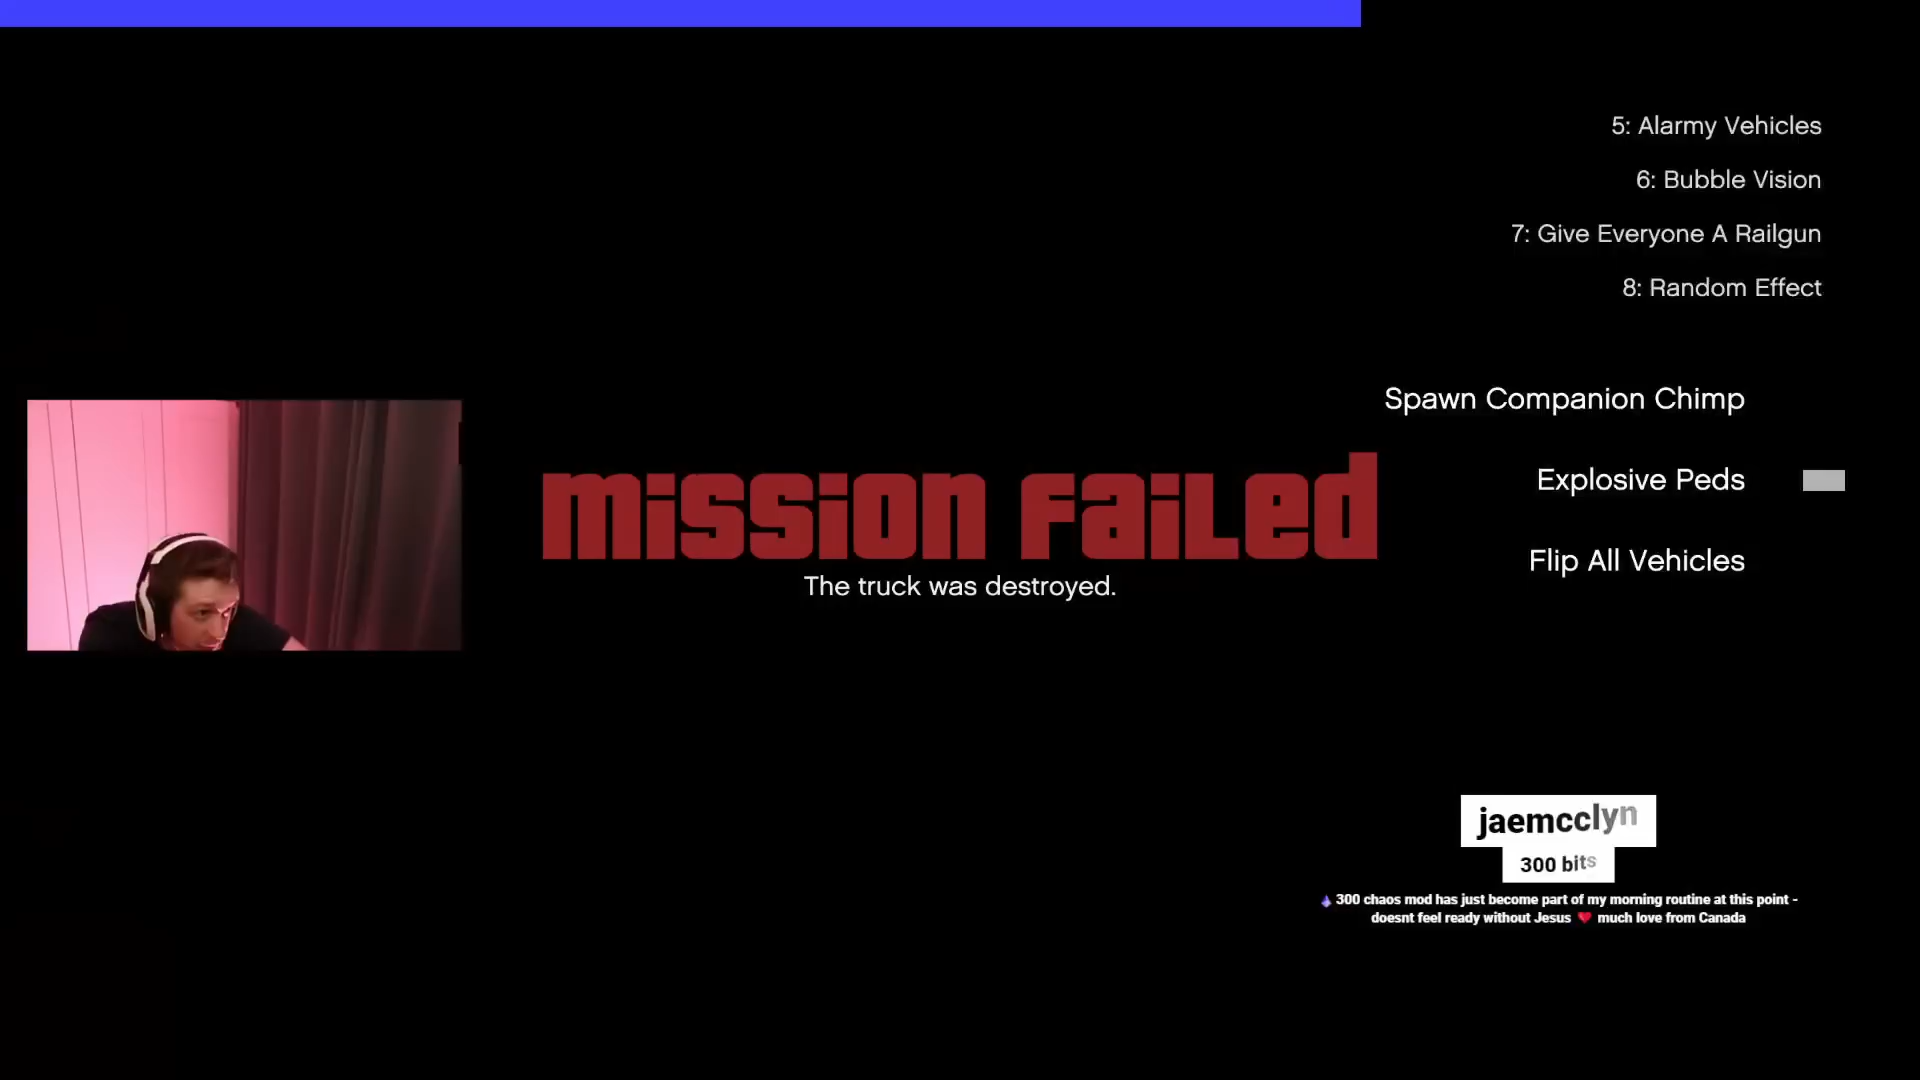 5: Alarmy Vehicles
6: Bubble Vision
7: Give Everyone A Railgun
8: Random Effect
Spawn Companion Chimp
Explosive Peds
Flip All Vehicles
mission failed
The truck was destroyed.
jaemcclyn
300 bits
300 chaos mod has just become part of my morning routine at this point -
doesnt feel ready without Jesus ❤ much love from Canada